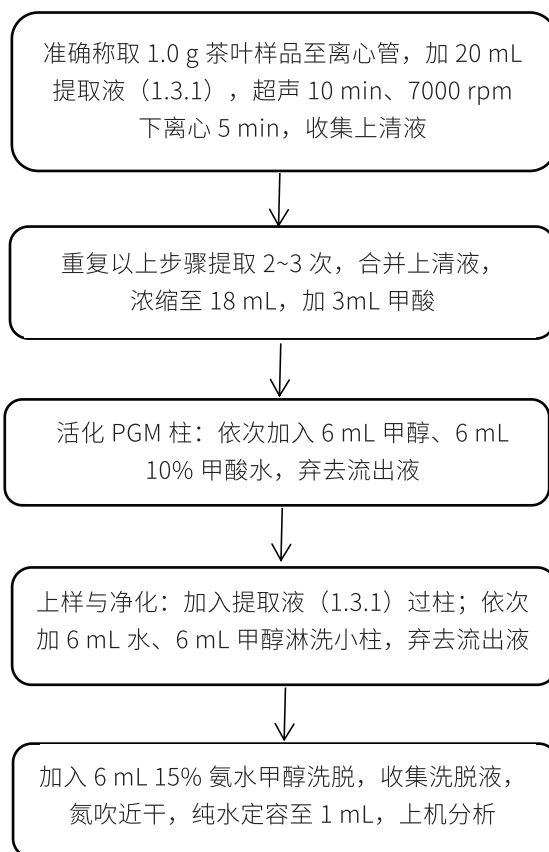 准确称取 1.0 g 茶叶样品至离心管，加 20 mL
提取液（1.3.1），超声 10 min、7000 rpm
下离心 5 min，收集上清液
重复以上步骤提取 2~3 次，合并上清液，
浓缩至 18 mL，加 3mL 甲酸
活化 PGM 柱：依次加入 6 mL 甲醇、6 mL
10% 甲酸水，弃去流出液
上样与净化：加入提取液（1.3.1）过柱；依次
加 6 mL 水、6 mL 甲醇淋洗小柱，弃去流出液
加入 6 mL 15% 氨水甲醇洗脱，收集洗脱液，
氮吹近干，纯水定容至 1 mL，上机分析